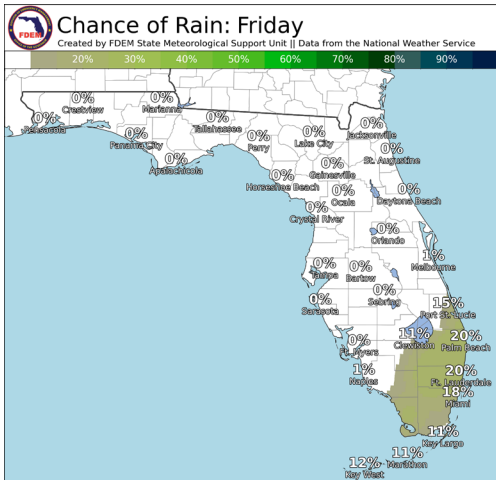 Chance of Rain: Friday
FDEM
Created by FDEM State Meteorological Support Unit || Data from the National Weather Service
20% 30% 40% 50% 60% 70% 80% 90%
0%
Crestview
0%
Marianna
0%
Pensacola
0%
Panama City
0%
Tallahassee
0%
Apalachicola
0%
Perry
0%
Lake City
0%
Jacksonville
0%
St. Augustine
0%
Gainesville
0%
Horseshoe Beach
0%
Ocala
0%
Daytona Beach
0%
Crystal River
0%
Orlando
1%
Melbourne
0%
Tampa
0%
Bartow
0%
Sebring
0%
Sarasota
15%
Port St. Lucie
11%
Clewiston
20%
Palm Beach
0%
Ft. Myers
1%
Naples
20%
Ft. Lauderdale
18%
Miami
11%
Key Largo
11%
Marathon
12%
Key West